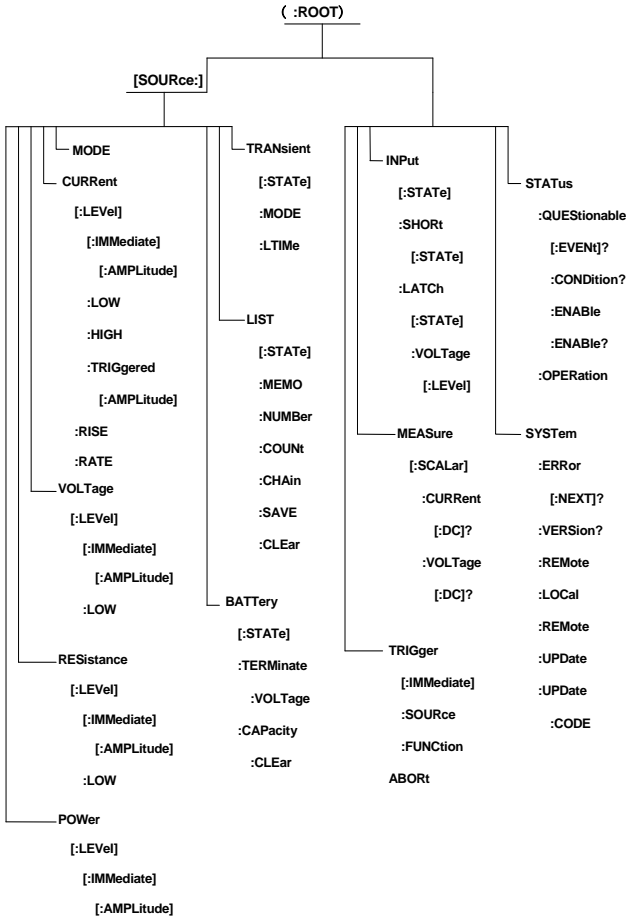 ( :ROOT)
[SOURce:]
MODE
CURRent
[:LEVel]
[:IMMediate]
[:AMPLitude]
:LOW
:HIGH
:TRIGgered
[:AMPLitude]
:RISE
:RATE
VOLTage
[:LEVel]
[:IMMediate]
[:AMPLitude]
:LOW
RESistance
[:LEVel]
[:IMMediate]
[:AMPLitude]
:LOW
POWer
[:LEVel]
[:IMMediate]
[:AMPLitude]
TRANsient
[:STATe]
:MODE
:LTIMe
LIST
[:STATe]
:MEMO
:NUMBer
:COUNt
:CHAin
:SAVE
:CLEar
BATTery
[:STATe]
:TERMinate
:VOLTage
:CAPacity
:CLEar
INPut
[:STATe]
:SHORt
[:STATe]
:LATCh
[:STATe]
:VOLTage
[:LEVel]
MEASure
[:SCALar]
:CURRent
[:DC]?
:VOLTage
[:DC]?
TRIGger
[:IMMediate]
:SOURce
:FUNCtion
ABORt
STATus
:QUEStionable
[:EVENt]?
:CONDition?
:ENABle
:ENABle?
:OPERation
SYSTem
:ERRor
[:NEXT]?
:VERSion?
:REMote
:LOCal
:REMote
:UPDate
:UPDate
:CODE